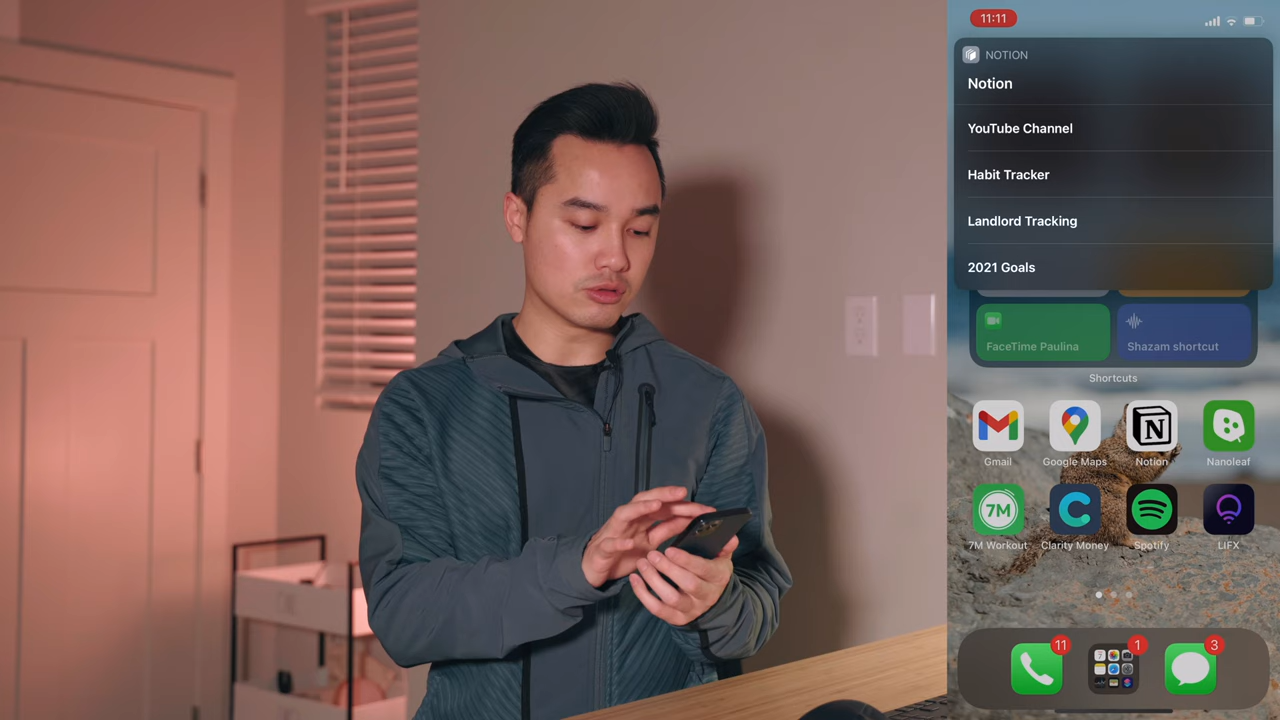 11:11
NOTION
Notion
YouTube Channel
Habit Tracker
Landlord Tracking
2021 Goals
FaceTime Paulina
Shazam shortcut
Shortcuts
Gmail
Google Maps
N
Notion
Nanoleaf
7M
7M Workout
Clarity Money
Spotify
LIFX
11
1
3